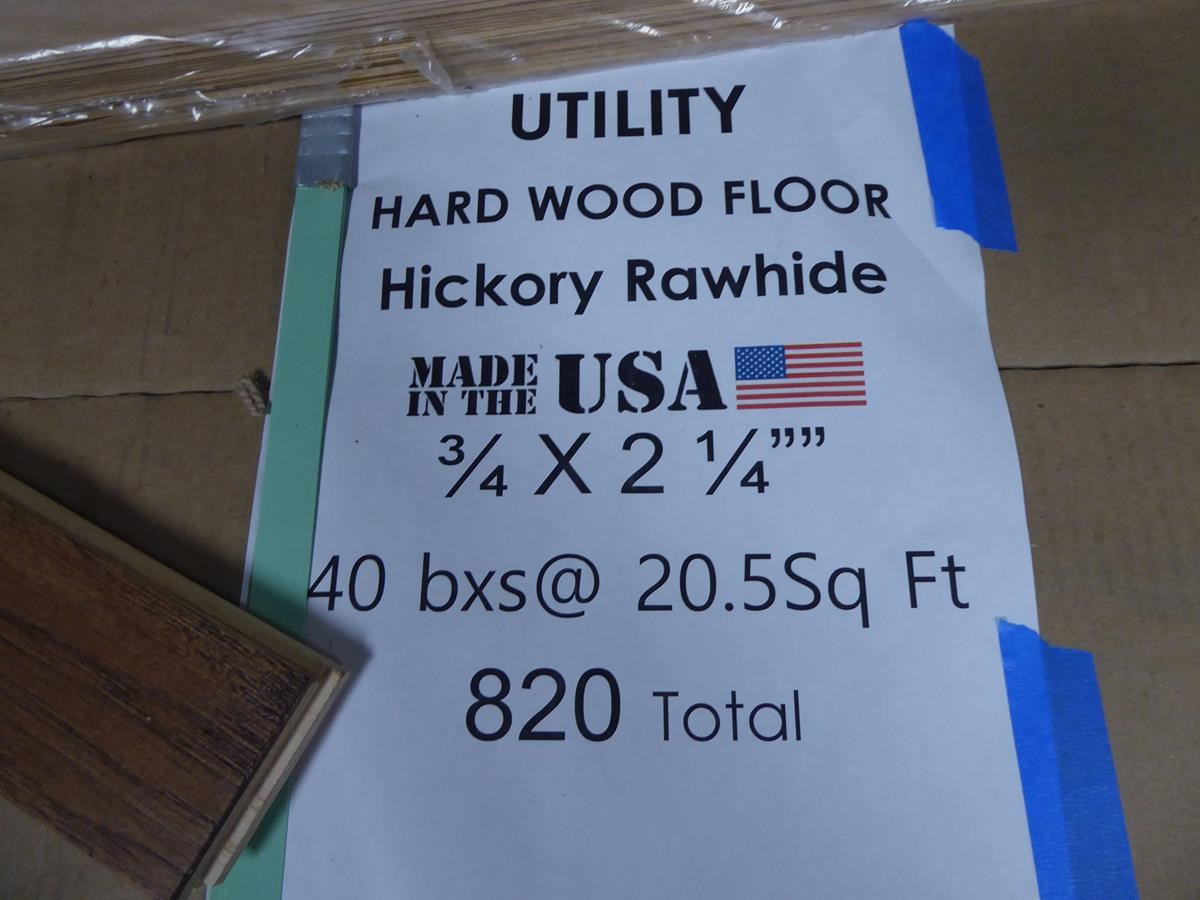 UTILITY
HARD WOOD FLOOR
Hickory Rawhide
MADE IN THE USA
¾ X 2 ¼””
40 bxs@ 20.5Sq Ft
820 Total